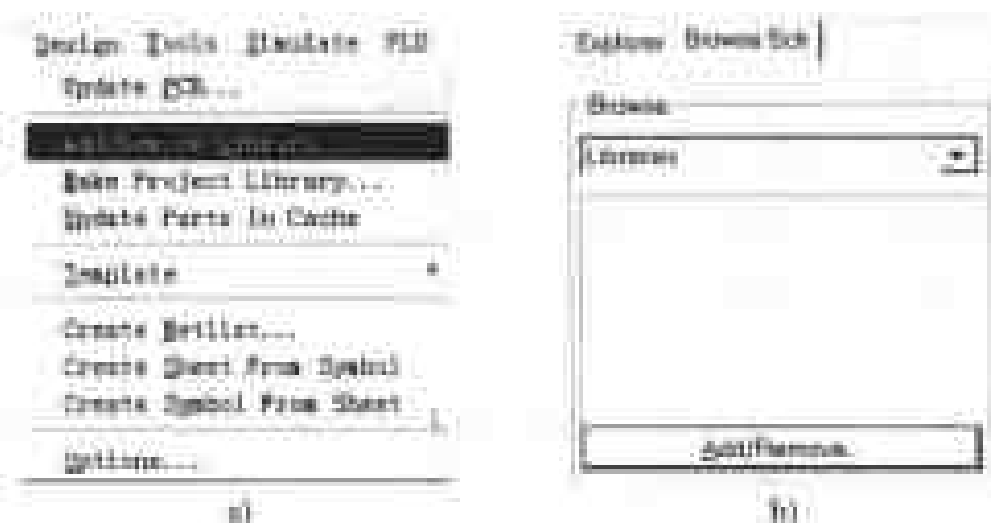 Design Tools Simulate PLD
Update PCB...
Make Project Library...
Update Parts In Cache
Template
Create Netlist...
Create Sheet From Symbol
Create Symbol From Sheet
Options...
a)
Explorer Browse Sch
Browse
Libraries
Add/Remove
b)